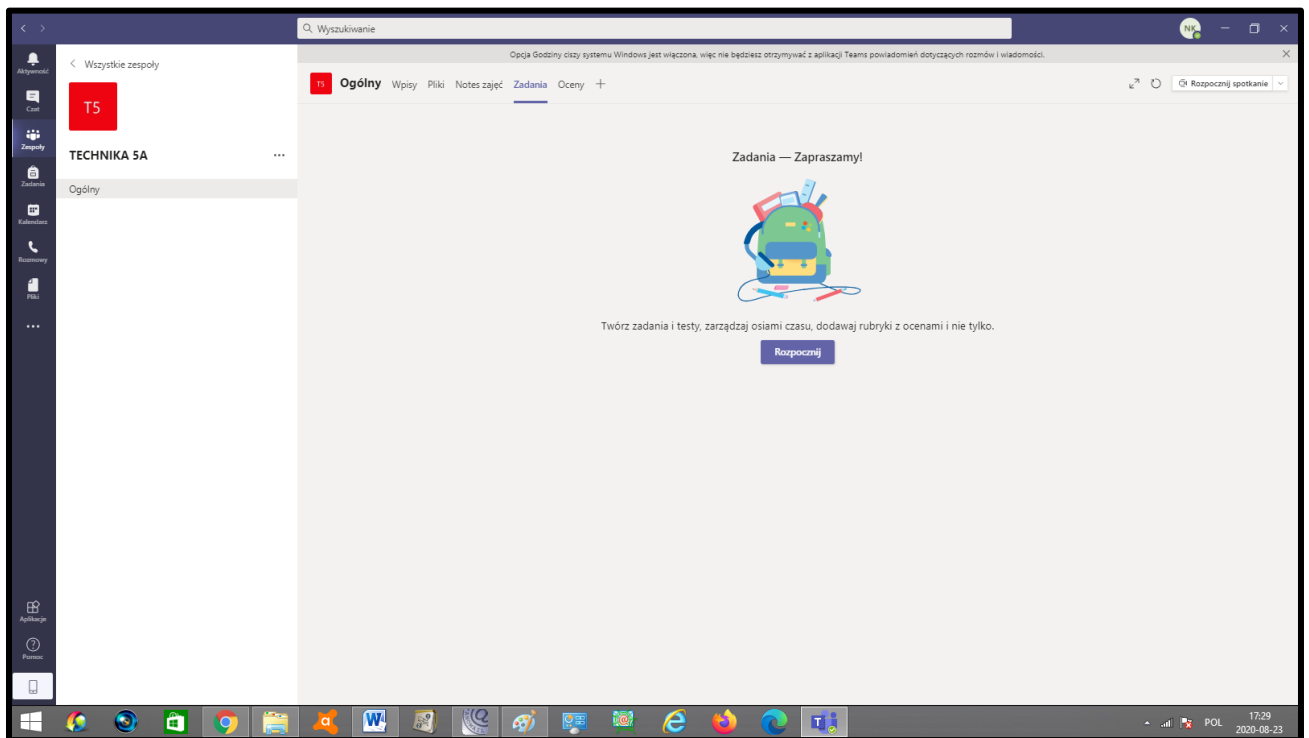 Wyszukiwanie
NK
Opcja Godziny ciszy systemu Windows jest włączona, więc nie będziesz otrzymywać z aplikacji Teams powiadomień dotyczących rozmów i wiadomości.
Aktywność
Czat
Zespoły
Zadania
Kalendarz
Rozmowy
Pliki
Aplikacje
Pomoc
Wszystkie zespoły
T5
TECHNIKA 5A
Ogólny
T5 Ogólny Wpisy Pliki Notes zajęć Zadania Oceny
Rozpocznij spotkanie
Zadania — Zapraszamy!
Twórz zadania i testy, zarządzaj osiami czasu, dodawaj rubryki z ocenami i nie tylko.
Rozpocznij
POL
17:29
2020-08-23